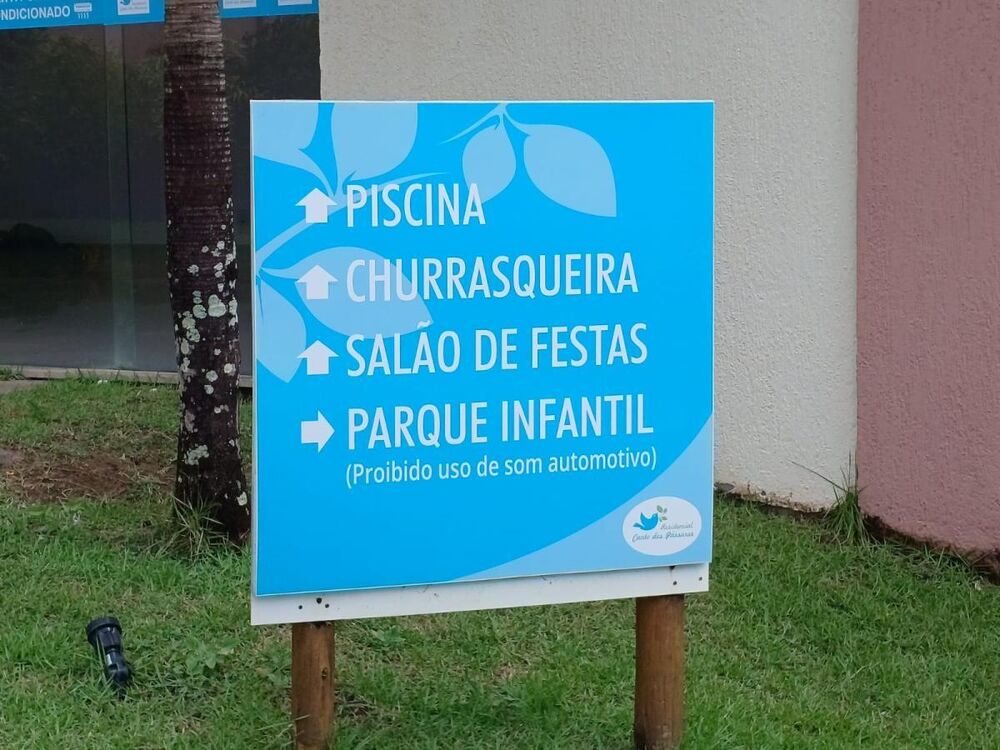 NDICIONADO
PISCINA
CHURRASQUEIRA
SALÃO DE FESTAS
PARQUE INFANTIL
(Proibido uso de som automotivo)
Residencial
Canto dos Pássaros